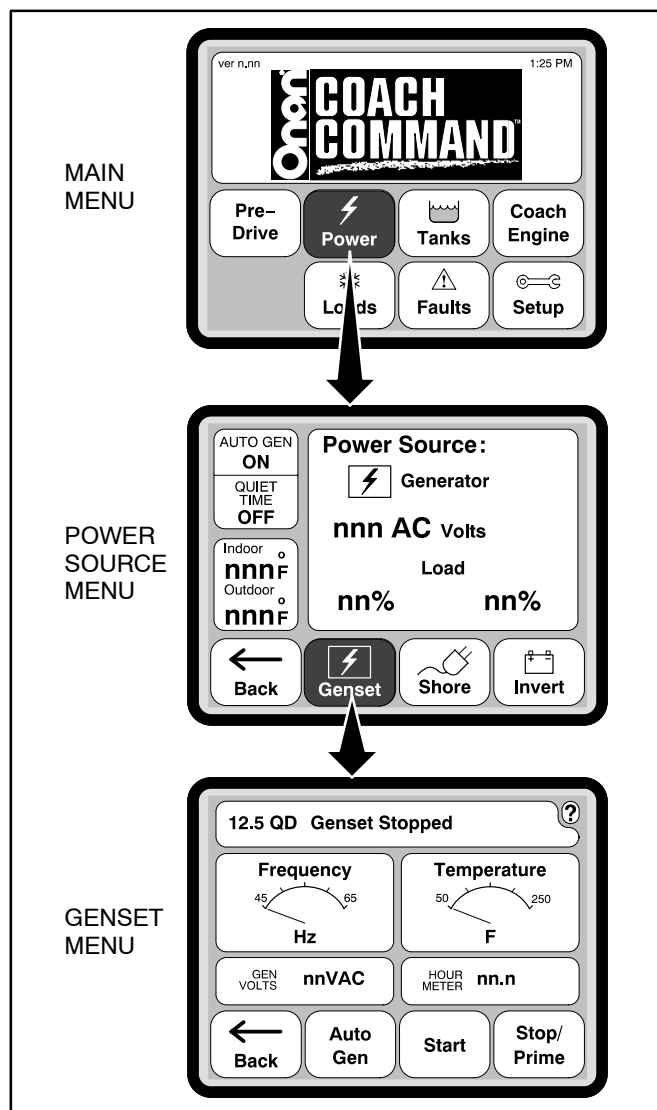 MAIN
MENU
ver n.nn
1:25 PM
Onan
COACH
COMMAND™
Pre–
Drive
Power
Tanks
Coach
Engine
Loads
Faults
Setup
POWER
SOURCE
MENU
AUTO GEN
ON
QUIET
TIME
OFF
Indoor
nnn°F
Outdoor
nnn°F
Power Source:
Generator
nnn AC Volts
Load
nn% nn%
Back
Genset
Shore
Invert
GENSET
MENU
12.5 QD Genset Stopped
?
Frequency
45 65
Hz
Temperature
50 250
F
GEN
VOLTS
nnVAC
HOUR
METER
nn.n
Back
Auto
Gen
Start
Stop/
Prime